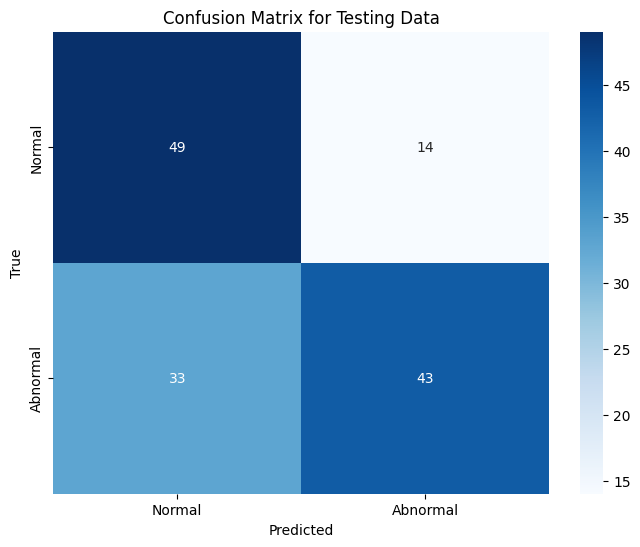 Confusion Matrix for Testing Data
True
Normal
49
14
Abnormal
33
43
Normal
Abnormal
Predicted
45
40
35
30
25
20
15